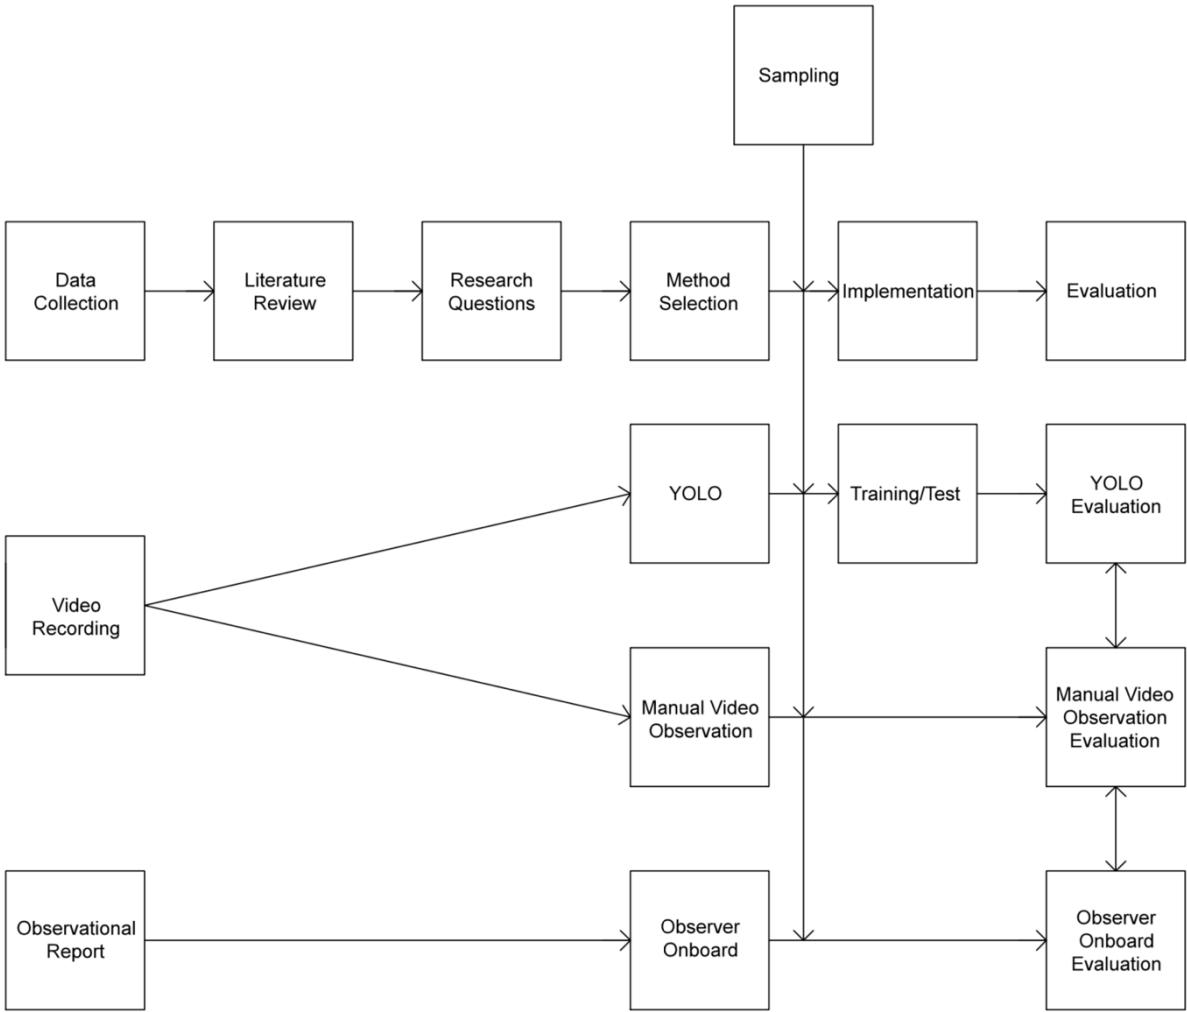 Sampling
Data
Collection
Literature
Review
Research
Questions
Method
Selection
Implementation
Evaluation
YOLO
Training/Test
YOLO
Evaluation
Video
Recording
Manual Video
Observation
Manual Video
Observation
Evaluation
Observational
Report
Observer
Onboard
Observer
Onboard
Evaluation